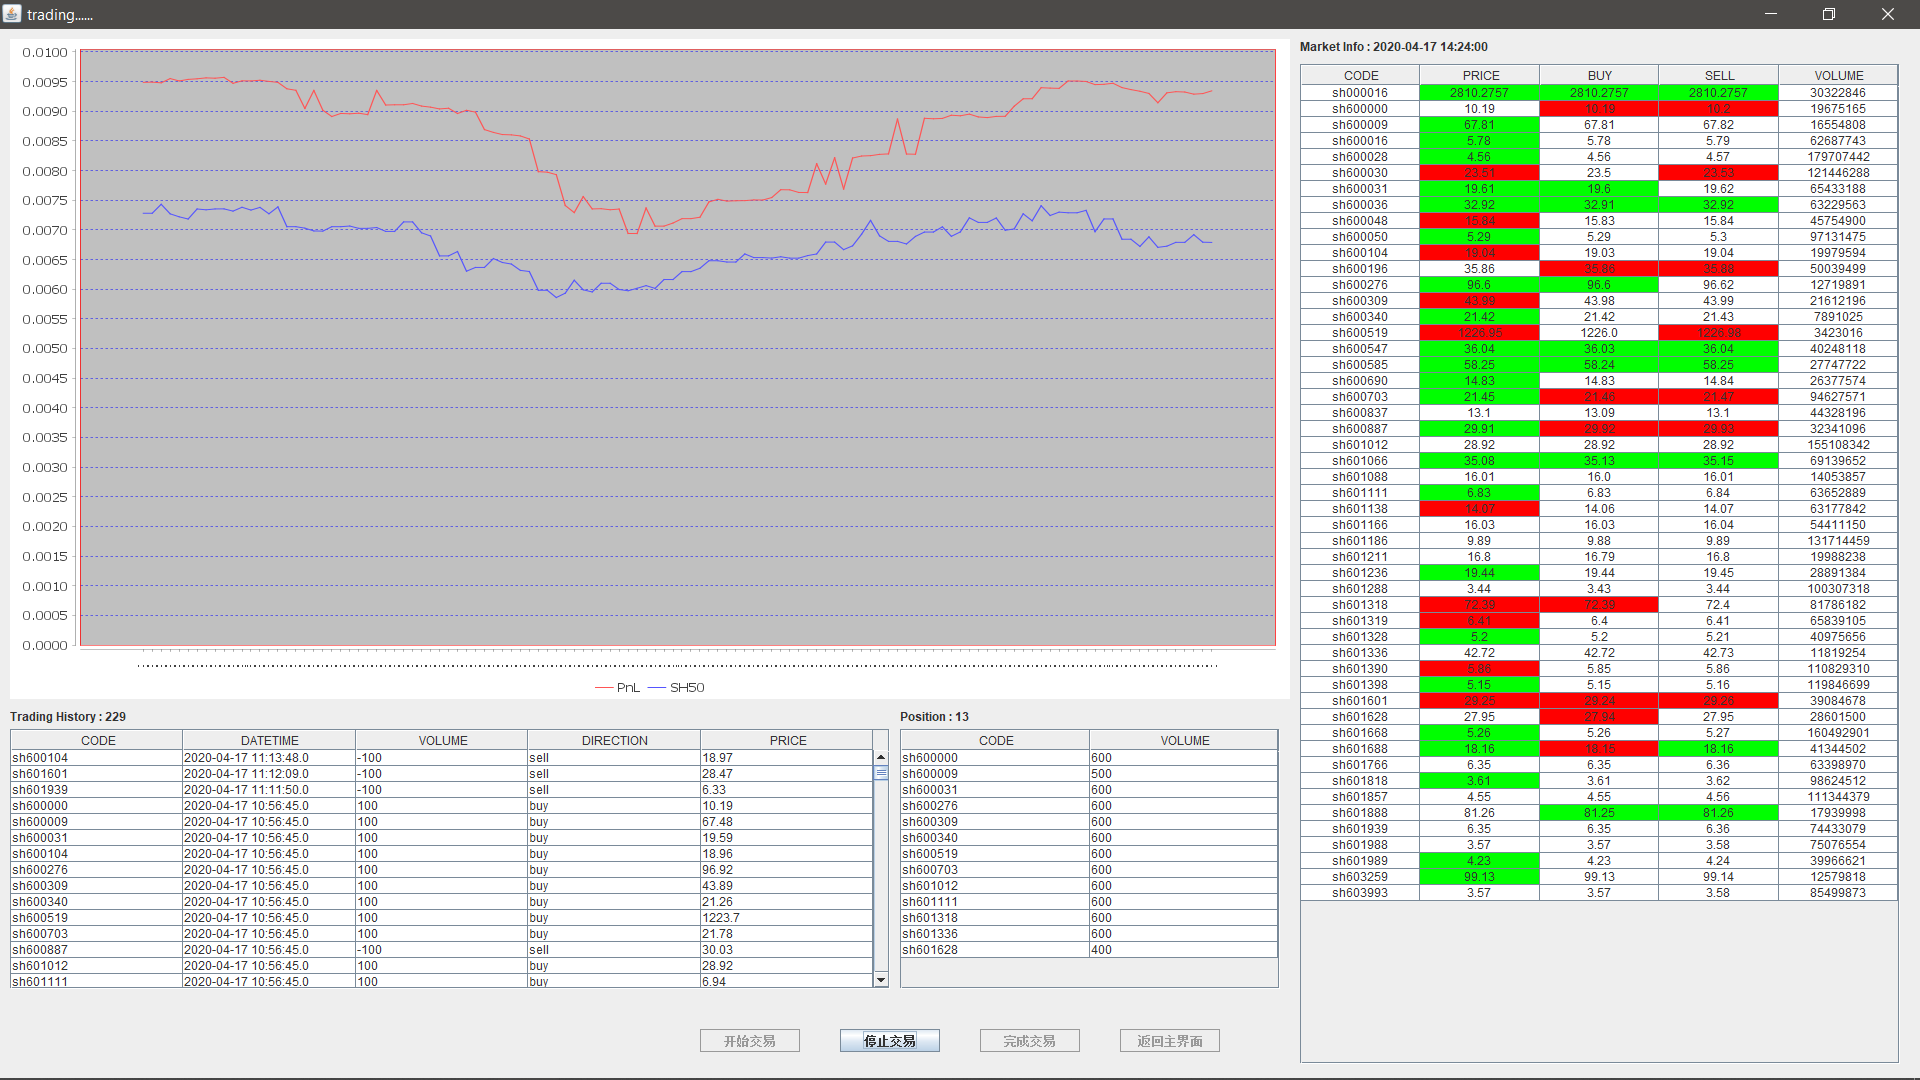 trading......
0.0100
0.0095
0.0090
0.0085
0.0080
0.0075
0.0070
0.0065
0.0060
0.0055
0.0050
0.0045
0.0040
0.0035
0.0030
0.0025
0.0020
0.0015
0.0010
0.0005
0.0000
PnL SH50
Trading History : 229
CODE DATETIME VOLUME DIRECTION PRICE
sh600104 2020-04-17 11:13:48.0 -100 sell 18.97
sh601601 2020-04-17 11:12:09.0 -100 sell 28.47
sh601939 2020-04-17 11:11:50.0 -100 sell 6.33
sh600000 2020-04-17 10:56:45.0 100 buy 10.19
sh600009 2020-04-17 10:56:45.0 100 buy 67.48
sh600031 2020-04-17 10:56:45.0 100 buy 19.59
sh600104 2020-04-17 10:56:45.0 100 buy 18.96
sh600276 2020-04-17 10:56:45.0 100 buy 96.92
sh600309 2020-04-17 10:56:45.0 100 buy 43.89
sh600340 2020-04-17 10:56:45.0 100 buy 21.26
sh600519 2020-04-17 10:56:45.0 100 buy 1223.7
sh600703 2020-04-17 10:56:45.0 100 buy 21.78
sh600887 2020-04-17 10:56:45.0 -100 sell 30.03
sh601012 2020-04-17 10:56:45.0 100 buy 28.92
sh601111 2020-04-17 10:56:45.0 100 buy 6.94
Position : 13
CODE VOLUME
sh600000 600
sh600009 500
sh600031 600
sh600276 600
sh600309 600
sh600340 600
sh600519 600
sh600703 600
sh601012 600
sh601111 600
sh601318 600
sh601336 600
sh601628 400
开始交易 停止交易 完成交易 返回主界面
Market Info : 2020-04-17 14:24:00
CODE PRICE BUY SELL VOLUME
sh000016 2810.2757 2810.2757 2810.2757 30322846
sh600000 10.19 10.19 10.2 19675165
sh600009 67.81 67.81 67.82 16554808
sh600016 5.78 5.78 5.79 62687743
sh600028 4.56 4.56 4.57 179707442
sh600030 23.51 23.5 23.53 121446288
sh600031 19.61 19.6 19.62 65433188
sh600036 32.92 32.91 32.92 63229563
sh600048 15.84 15.83 15.84 45754900
sh600050 5.29 5.29 5.3 97131475
sh600104 19.04 19.03 19.04 19979594
sh600196 35.86 35.86 35.88 50039499
sh600276 96.6 96.6 96.62 12719891
sh600309 43.99 43.98 43.99 21612196
sh600340 21.42 21.42 21.43 7891025
sh600519 1226.95 1226.0 1226.98 3423016
sh600547 36.04 36.03 36.04 40248118
sh600585 58.25 58.24 58.25 27747722
sh600690 14.83 14.83 14.84 26377574
sh600703 21.45 21.46 21.47 94627571
sh600837 13.1 13.09 13.1 44328196
sh600887 29.91 29.92 29.93 32341096
sh601012 28.92 28.92 28.92 155108342
sh601066 35.08 35.13 35.15 69139652
sh601088 16.01 16.0 16.01 14053857
sh601111 6.83 6.83 6.84 63652889
sh601138 14.07 14.06 14.07 63177842
sh601166 16.03 16.03 16.04 54411150
sh601186 9.89 9.88 9.89 131714459
sh601211 16.8 16.79 16.8 19988238
sh601236 19.44 19.44 19.45 28891384
sh601288 3.44 3.43 3.44 100307318
sh601318 72.39 72.39 72.4 81786182
sh601319 6.41 6.4 6.41 65839105
sh601328 5.2 5.2 5.21 40975656
sh601336 42.72 42.72 42.73 11819254
sh601390 5.86 5.85 5.86 110829310
sh601398 5.15 5.15 5.16 119846699
sh601601 29.25 29.24 29.26 39084678
sh601628 27.95 27.94 27.95 28601500
sh601668 5.26 5.26 5.27 160492901
sh601688 18.16 18.15 18.16 41344502
sh601766 6.35 6.35 6.36 63398970
sh601818 3.61 3.61 3.62 98624512
sh601857 4.55 4.55 4.56 111344379
sh601888 81.26 81.25 81.26 17939998
sh601939 6.35 6.35 6.36 74433079
sh601988 3.57 3.57 3.58 75076554
sh601989 4.23 4.23 4.24 39966621
sh603259 99.13 99.13 99.14 12579818
sh603993 3.57 3.57 3.58 85499873